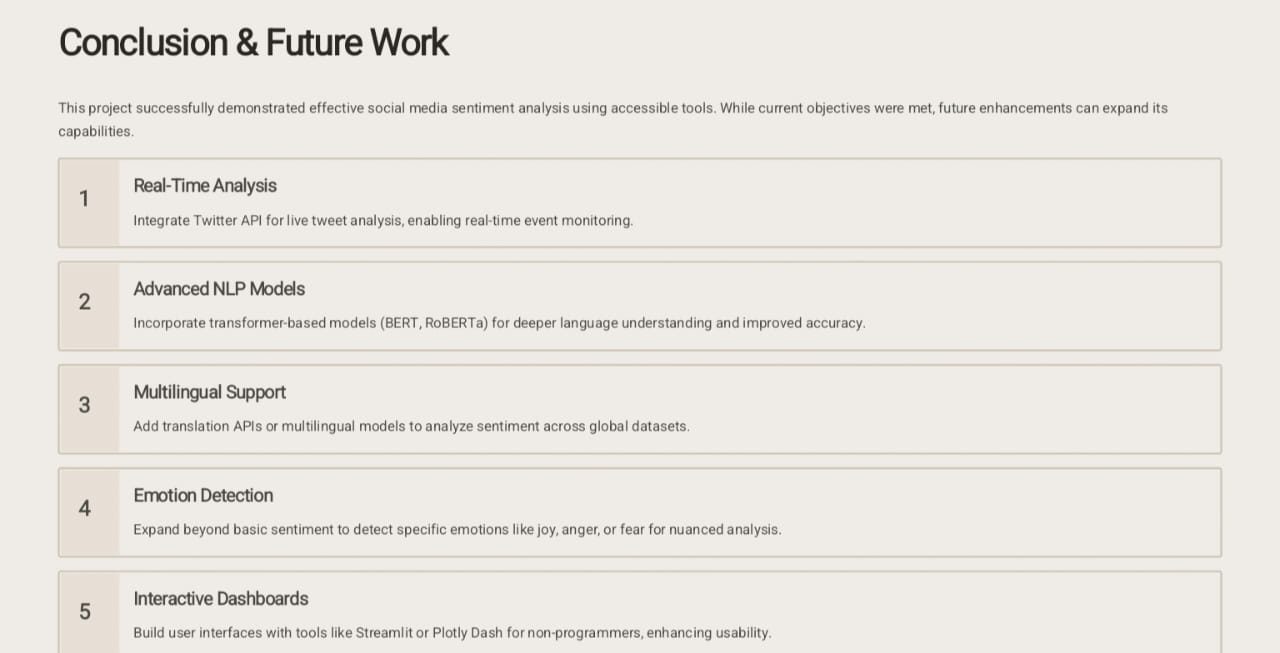 Conclusion & Future Work
This project successfully demonstrated effective social media sentiment analysis using accessible tools. While current objectives were met, future enhancements can expand its
capabilities.
1
Real-Time Analysis
Integrate Twitter API for live tweet analysis, enabling real-time event monitoring.
2
Advanced NLP Models
Incorporate transformer-based models (BERT, RoBERTa) for deeper language understanding and improved accuracy.
3
Multilingual Support
Add translation APIs or multilingual models to analyze sentiment across global datasets.
4
Emotion Detection
Expand beyond basic sentiment to detect specific emotions like joy, anger, or fear for nuanced analysis.
5
Interactive Dashboards
Build user interfaces with tools like Streamlit or Plotly Dash for non-programmers, enhancing usability.